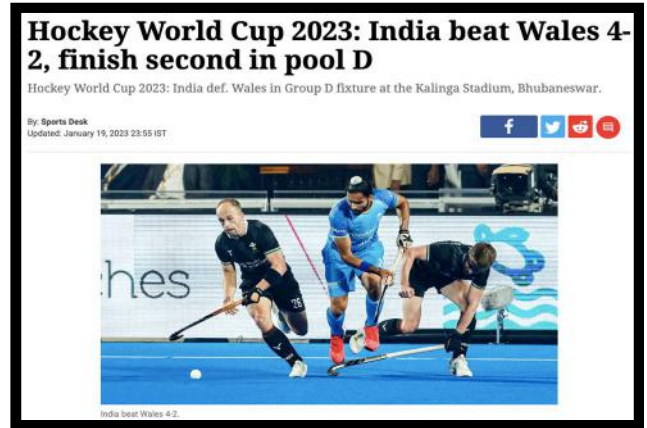 Hockey World Cup 2023: India beat Wales 4-
2, finish second in pool D
Hockey World Cup 2023: India def. Wales in Group D fixture at the Kalinga Stadium, Bhubaneswar.
By: Sports Desk
Updated: January 19, 2023 23:55 IST
f
hes
26
India beat Wales 4-2.